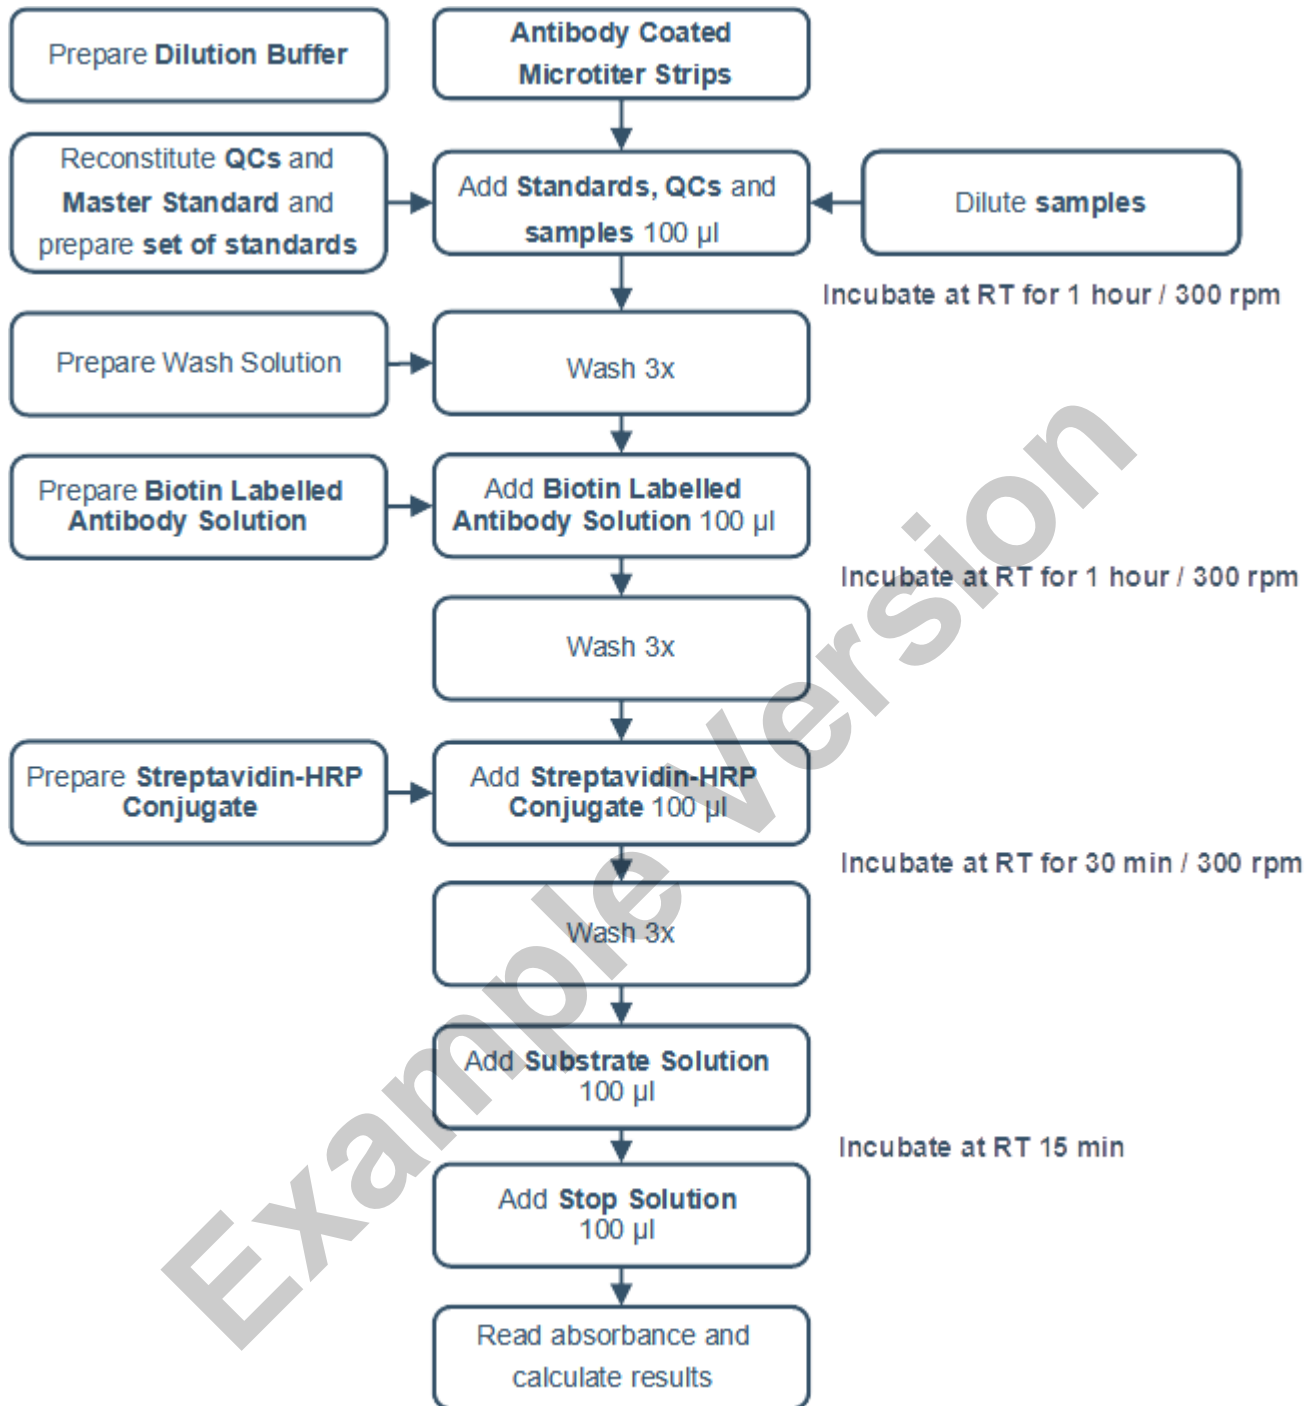 Prepare Dilution Buffer
Antibody Coated
Microtiter Strips
Reconstitute QCs and
Master Standard and
prepare set of standards
Add Standards, QCs and
samples 100 µl
Dilute samples
Incubate at RT for 1 hour / 300 rpm
Prepare Wash Solution
Wash 3x
Prepare Biotin Labelled
Antibody Solution
Add Biotin Labelled
Antibody Solution 100 µl
Incubate at RT for 1 hour / 300 rpm
Wash 3x
Prepare Streptavidin-HRP
Conjugate
Add Streptavidin-HRP
Conjugate 100 µl
Incubate at RT for 30 min / 300 rpm
Wash 3x
Add Substrate Solution
100 µl
Incubate at RT 15 min
Add Stop Solution
100 µl
Read absorbance and
calculate results
Example Version